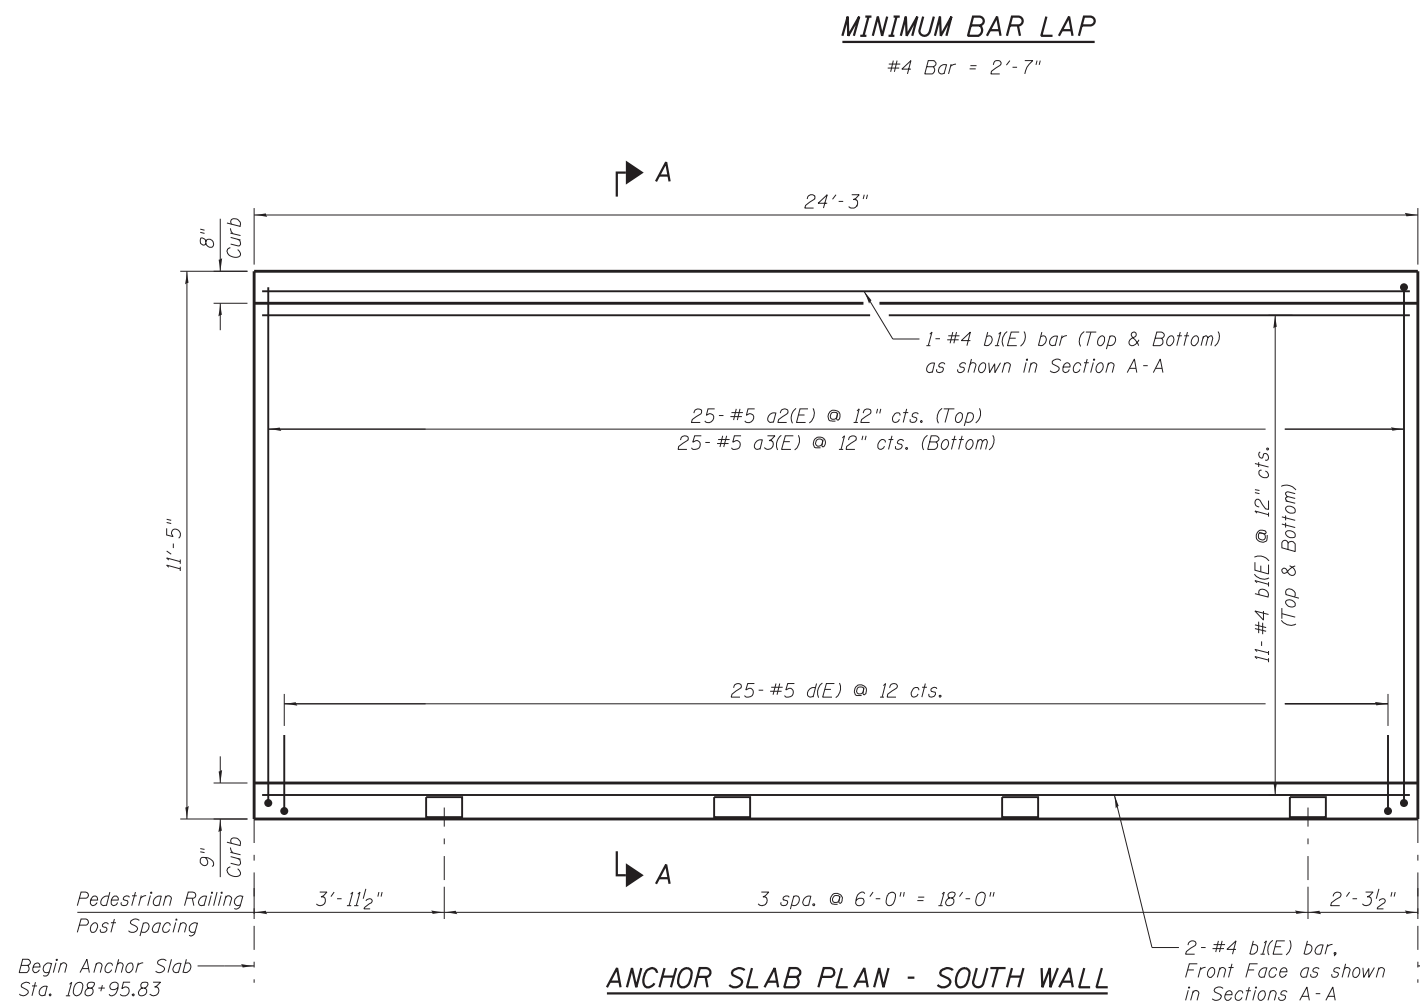 MINIMUM BAR LAP
#4 Bar = 2'-7"
A
24'-3"
8"
Curb
1-#4 b1(E) bar (Top & Bottom)
as shown in Section A-A
25-#5 a2(E) @ 12" cts. (Top)
25-#5 a3(E) @ 12" cts. (Bottom)
11-#4 b1(E) @ 12" cts.
(Top & Bottom)
11'-5"
25-#5 d(E) @ 12 cts.
9"
Curb
A
Pedestrian Railing
Post Spacing
3'-11½"
3 spa. @ 6'-0" = 18'-0"
2'-3½"
Begin Anchor Slab
Sta. 108+95.83
2-#4 b1(E) bar,
Front Face as shown
in Sections A-A
ANCHOR SLAB PLAN - SOUTH WALL